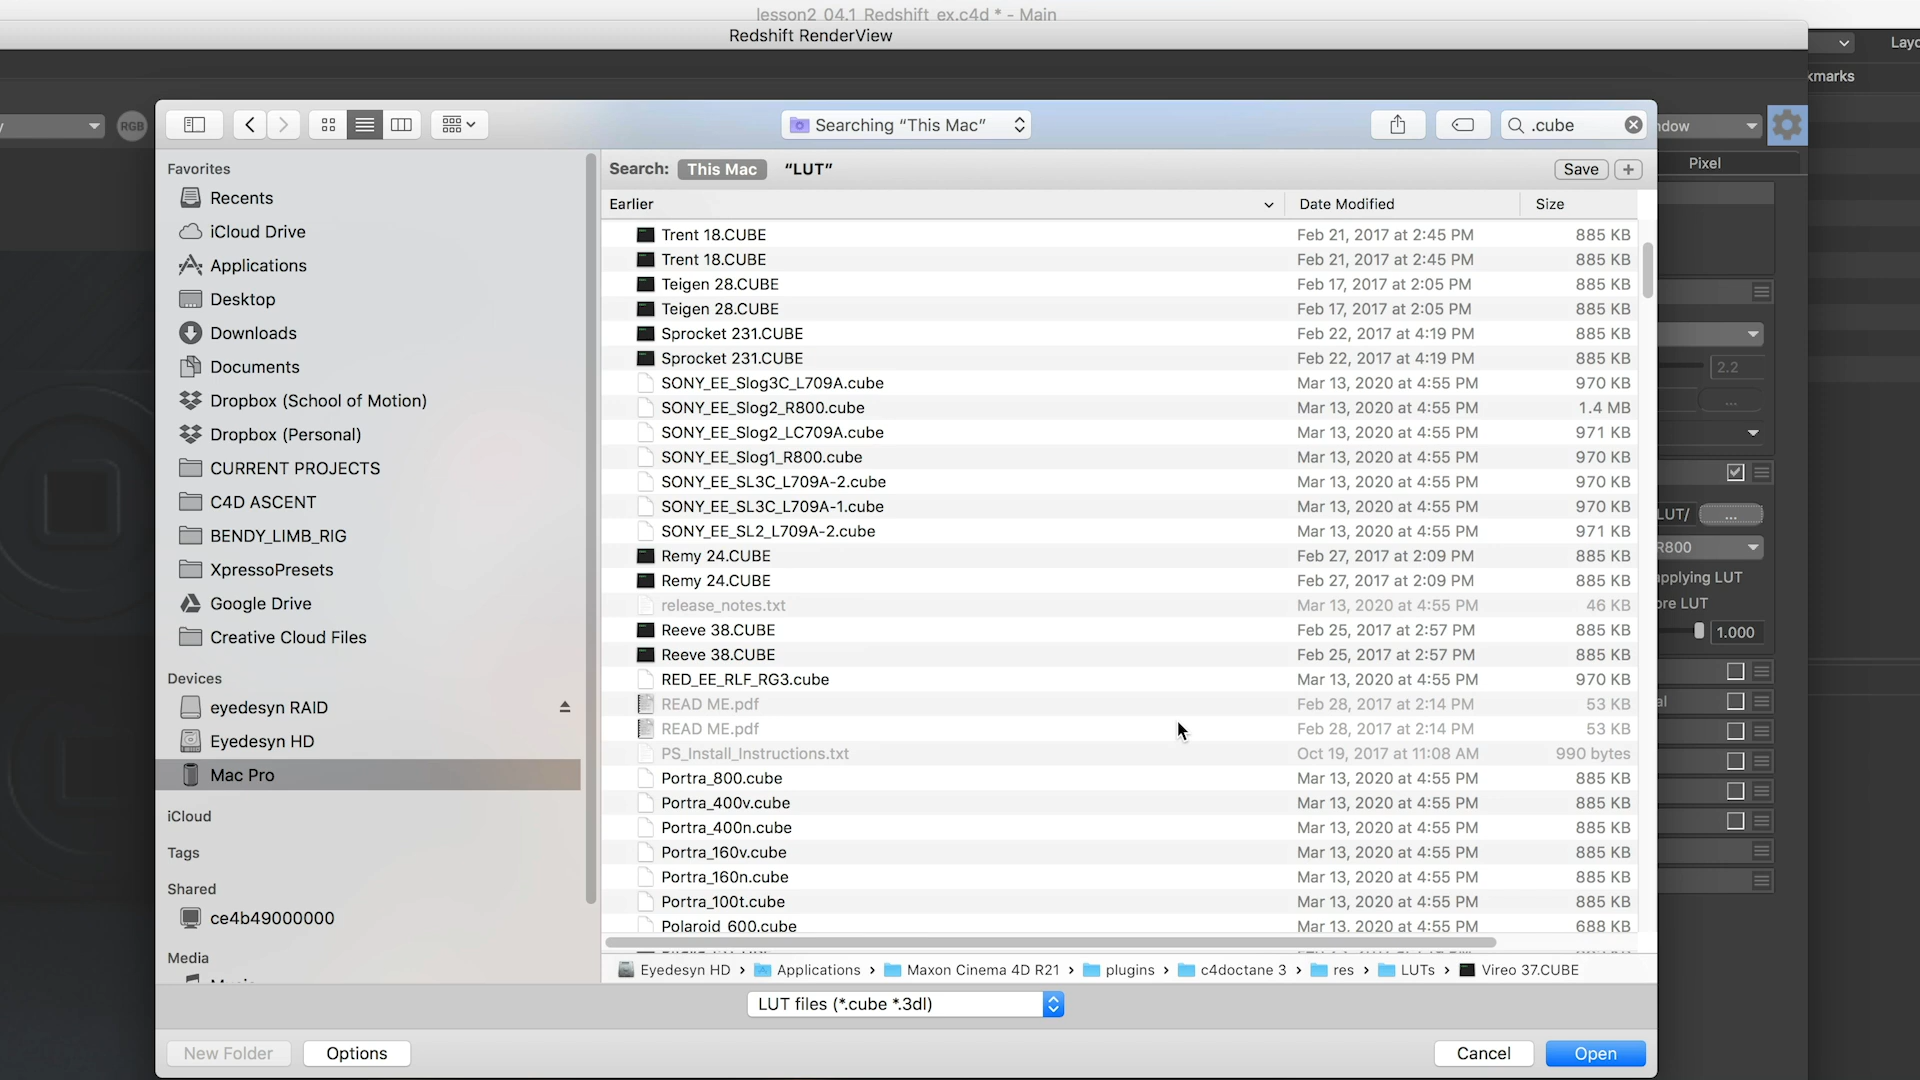 lesson2_04.1_Redshift_ex.c4d * - Main
Redshift RenderView
Layo
kmarks
RGB
Searching “This Mac”
.cube
ndow
Pixel
Search: This Mac “LUT”
Save +
Earlier Date Modified Size
Favorites
Recents
iCloud Drive
Applications
Desktop
Downloads
Documents
Dropbox (School of Motion)
Dropbox (Personal)
CURRENT PROJECTS
C4D ASCENT
BENDY_LIMB_RIG
XpressoPresets
Google Drive
Creative Cloud Files
Devices
eyedesyn RAID
Eyedesyn HD
Mac Pro
iCloud
Tags
Shared
ce4b49000000
Media
Trent 18.CUBE Feb 21, 2017 at 2:45 PM 885 KB
Trent 18.CUBE Feb 21, 2017 at 2:45 PM 885 KB
Teigen 28.CUBE Feb 17, 2017 at 2:05 PM 885 KB
Teigen 28.CUBE Feb 17, 2017 at 2:05 PM 885 KB
Sprocket 231.CUBE Feb 22, 2017 at 4:19 PM 885 KB
Sprocket 231.CUBE Feb 22, 2017 at 4:19 PM 885 KB
SONY_EE_Slog3C_L709A.cube Mar 13, 2020 at 4:55 PM 970 KB
SONY_EE_Slog2_R800.cube Mar 13, 2020 at 4:55 PM 1.4 MB
SONY_EE_Slog2_LC709A.cube Mar 13, 2020 at 4:55 PM 971 KB
SONY_EE_Slog1_R800.cube Mar 13, 2020 at 4:55 PM 970 KB
SONY_EE_SL3C_L709A-2.cube Mar 13, 2020 at 4:55 PM 970 KB
SONY_EE_SL3C_L709A-1.cube Mar 13, 2020 at 4:55 PM 970 KB
SONY_EE_SL2_L709A-2.cube Mar 13, 2020 at 4:55 PM 971 KB
Remy 24.CUBE Feb 27, 2017 at 2:09 PM 885 KB
Remy 24.CUBE Feb 27, 2017 at 2:09 PM 885 KB
release_notes.txt Mar 13, 2020 at 4:55 PM 46 KB
Reeve 38.CUBE Feb 25, 2017 at 2:57 PM 885 KB
Reeve 38.CUBE Feb 25, 2017 at 2:57 PM 885 KB
RED_EE_RLF_RG3.cube Mar 13, 2020 at 4:55 PM 970 KB
READ ME.pdf Feb 28, 2017 at 2:14 PM 53 KB
READ ME.pdf Feb 28, 2017 at 2:14 PM 53 KB
PS_Install_Instructions.txt Oct 19, 2017 at 11:08 AM 990 bytes
Portra_800.cube Mar 13, 2020 at 4:55 PM 885 KB
Portra_400v.cube Mar 13, 2020 at 4:55 PM 885 KB
Portra_400n.cube Mar 13, 2020 at 4:55 PM 885 KB
Portra_160v.cube Mar 13, 2020 at 4:55 PM 885 KB
Portra_160n.cube Mar 13, 2020 at 4:55 PM 885 KB
Portra_100t.cube Mar 13, 2020 at 4:55 PM 885 KB
Polaroid_600.cube Mar 13, 2020 at 4:55 PM 688 KB
2.2
...
LUT/ ...
R800
applying LUT
ore LUT
1.000
al
Eyedesyn HD › Applications › Maxon Cinema 4D R21 › plugins › c4doctane 3 › res › LUTs › Vireo 37.CUBE
LUT files (*.cube *.3dl)
New Folder Options Cancel Open